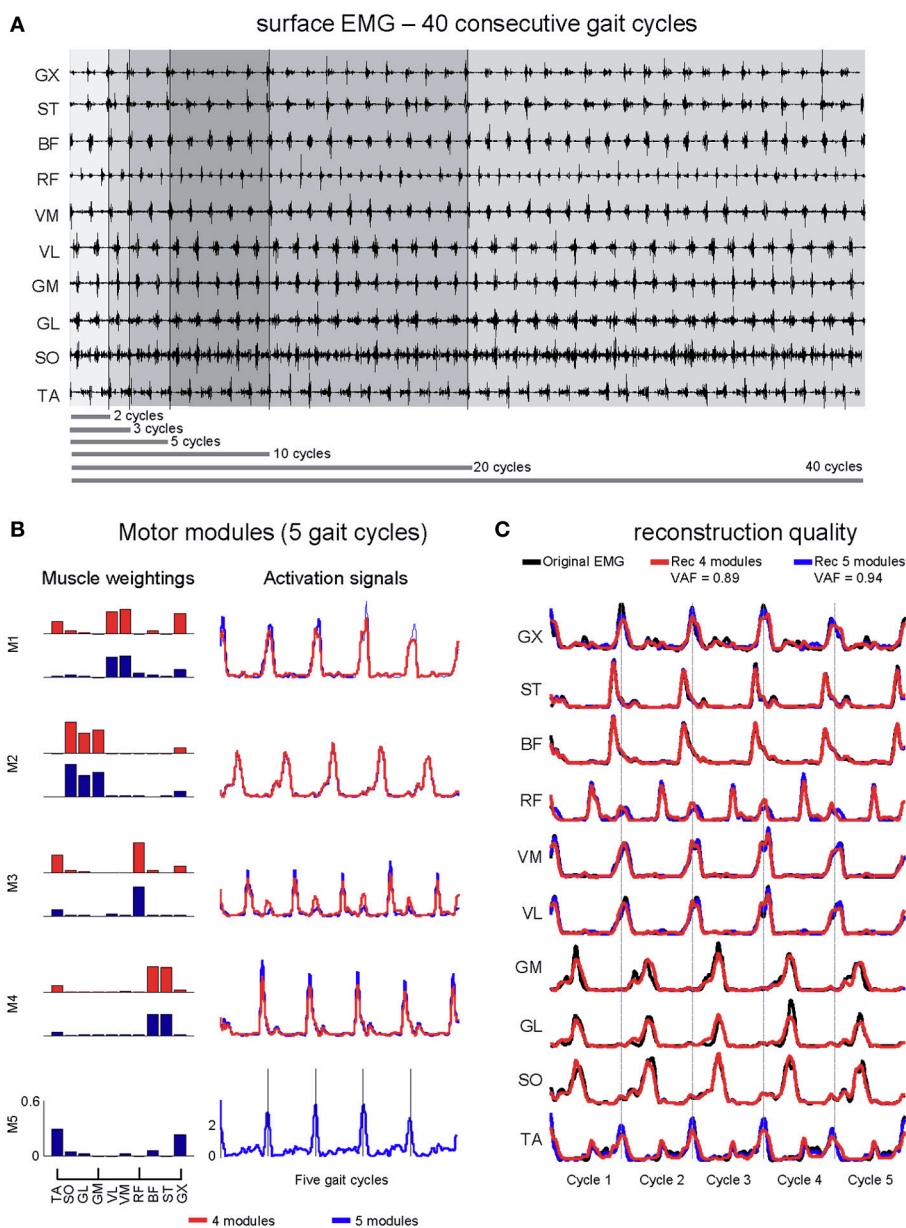 A
surface EMG – 40 consecutive gait cycles
GX
ST
BF
RF
VM
VL
GM
GL
SO
TA
2 cycles
3 cycles
5 cycles
10 cycles
20 cycles
40 cycles
B
Motor modules (5 gait cycles)
Muscle weightings
Activation signals
M1
M2
M3
M4
M5
0.6
0
2
0
TA
SO
GL
GM
VL
VM
RF
BF
ST
GX
Five gait cycles
4 modules
5 modules
C
reconstruction quality
Original EMG
Rec 4 modules
VAF = 0.89
Rec 5 modules
VAF = 0.94
GX
ST
BF
RF
VM
VL
GM
GL
SO
TA
Cycle 1
Cycle 2
Cycle 3
Cycle 4
Cycle 5